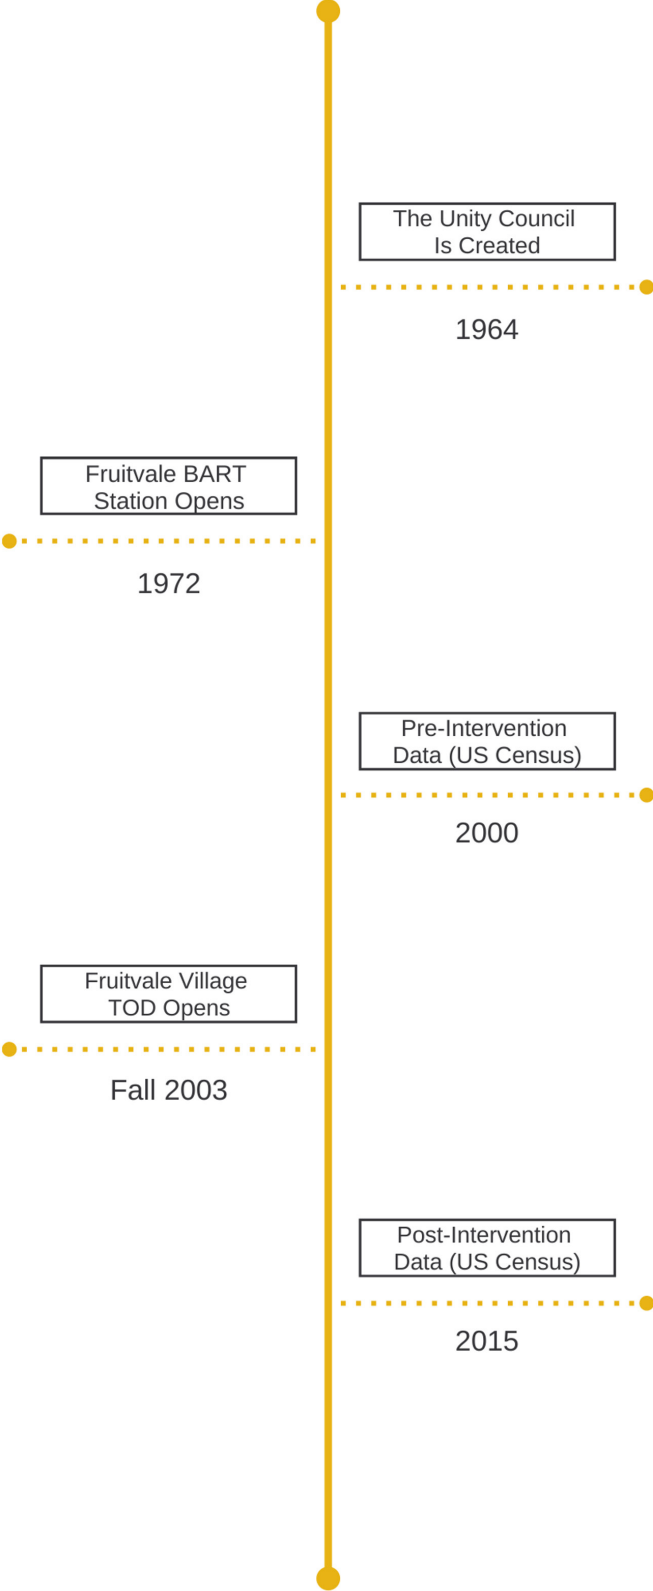 The Unity Council
Is Created
1964
Fruitvale BART
Station Opens
1972
Pre-Intervention
Data (US Census)
2000
Fruitvale Village
TOD Opens
Fall 2003
Post-Intervention
Data (US Census)
2015